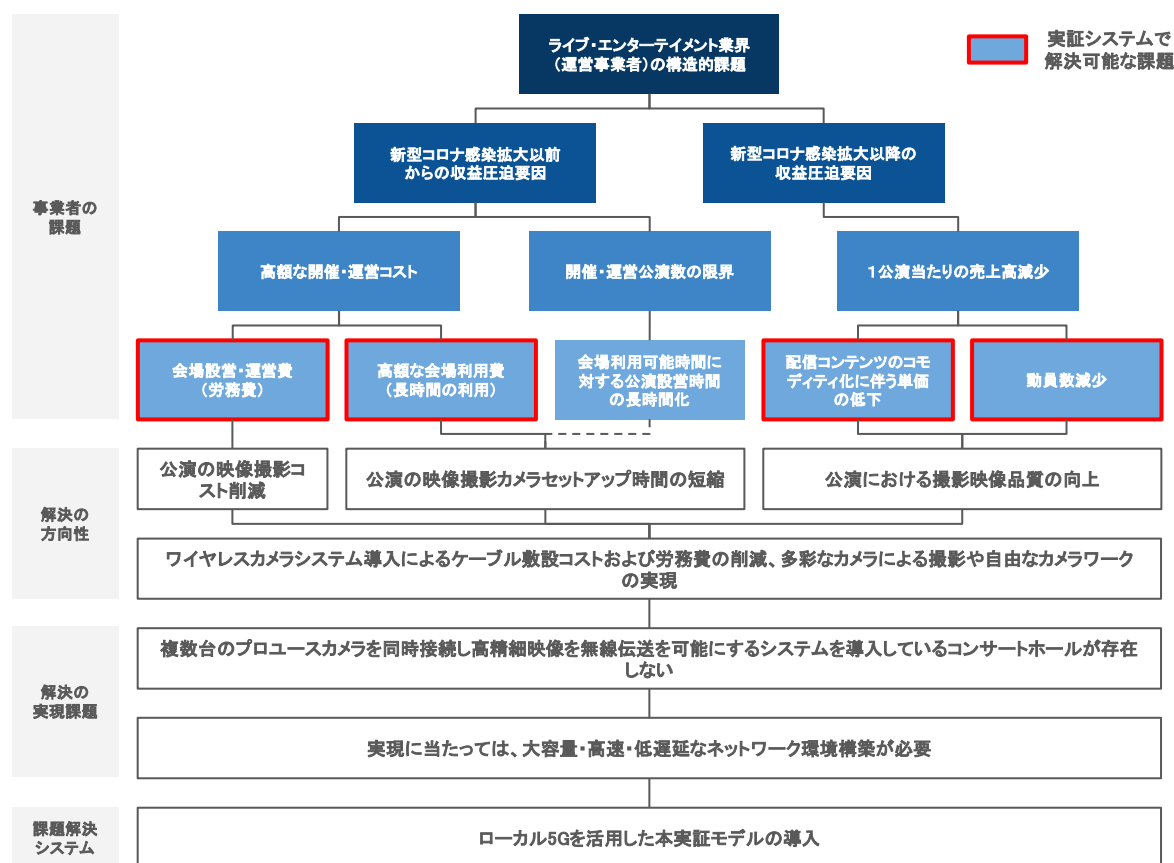 ライブ・エンターテイメント業界
（運営事業者）の構造的課題
実証システムで
解決可能な課題
新型コロナ感染拡大以前
からの収益圧迫要因
新型コロナ感染拡大以降の
収益圧迫要因
事業者の
課題
高額な開催・運営コスト
開催・運営公演数の限界
１公演当たりの売上高減少
会場設営・運営費
（労務費）
高額な会場利用費
（長時間の利用）
会場利用可能時間に
対する公演設営時間
の長時間化
配信コンテンツのコモ
ディティ化に伴う単価
の低下
動員数減少
解決の
方向性
公演の映像撮影コ
スト削減
公演の映像撮影カメラセットアップ時間の短縮
公演における撮影映像品質の向上
ワイヤレスカメラシステム導入によるケーブル敷設コストおよび労務費の削減、多彩なカメラによる撮影や自由なカメラワーク
の実現
解決の
実現課題
複数台のプロユースカメラを同時接続し高精細映像を無線伝送を可能にするシステムを導入しているコンサートホールが存在
しない
実現に当たっては、大容量・高速・低遅延なネットワーク環境構築が必要
課題解決
システム
ローカル5Gを活用した本実証モデルの導入